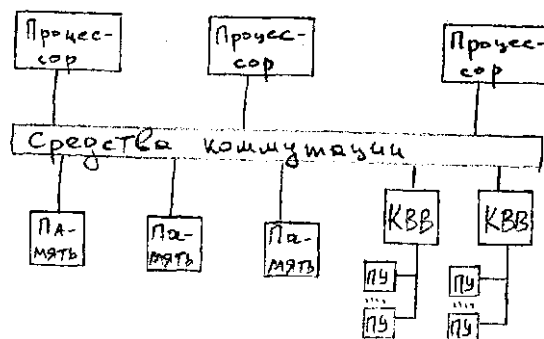 Процес-
сор
Процес-
сор
Процес-
сор
Средства коммутации
Па-
мять
Па-
мять
Па-
мять
КВВ
КВВ
ПУ
ПУ
ПУ
ПУ